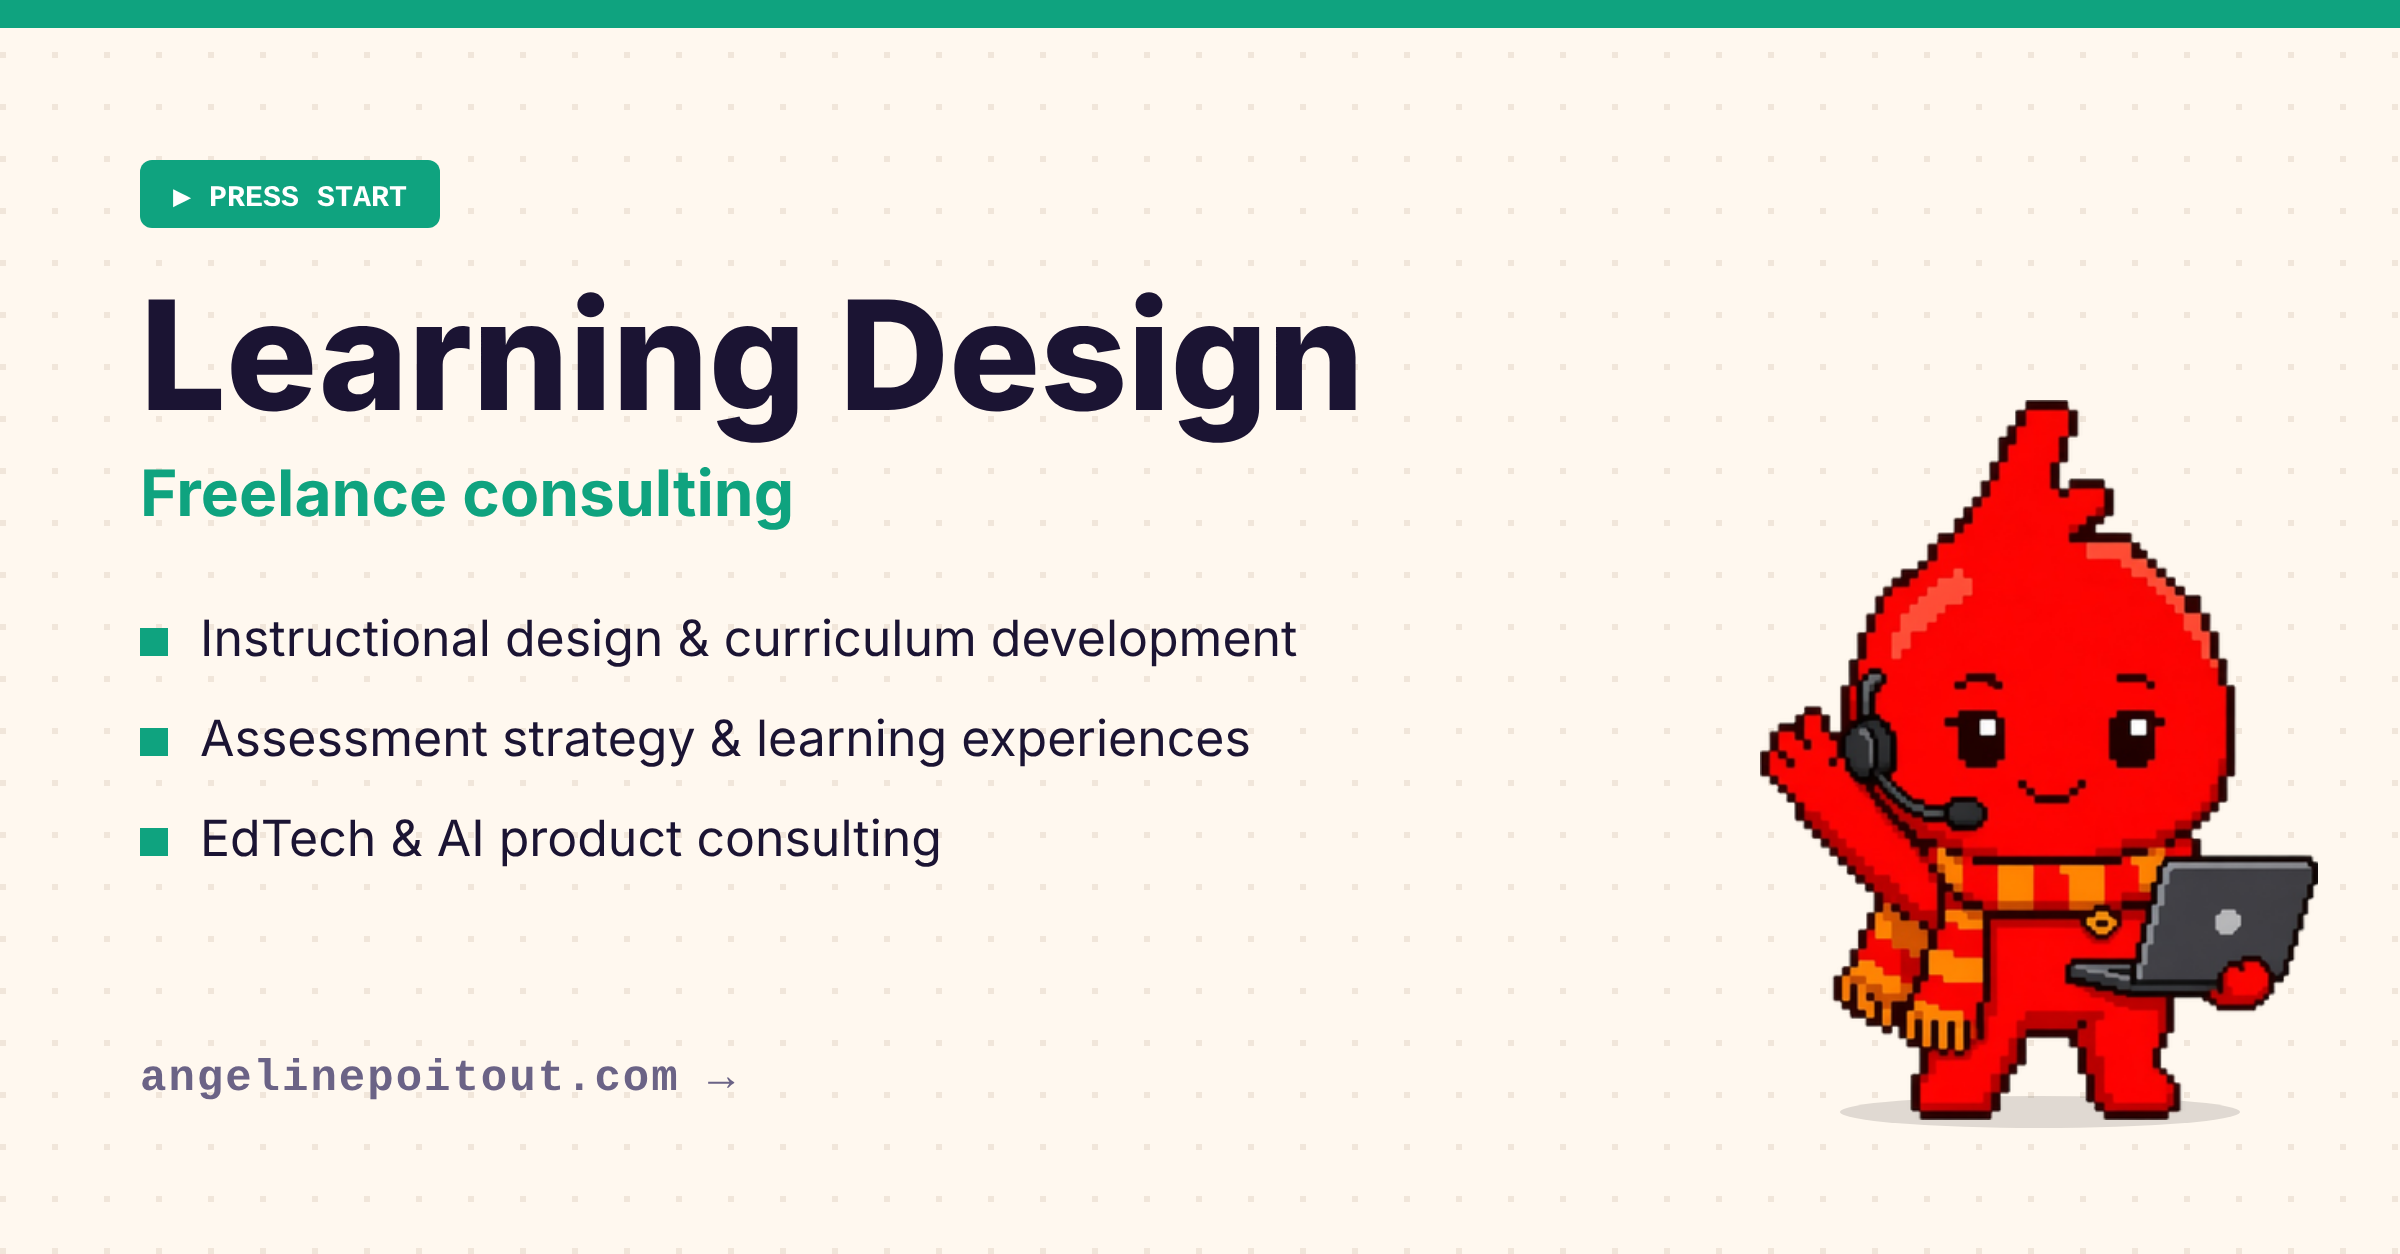 ▶ PRESS START
Learning Design
Freelance consulting
Instructional design & curriculum development
Assessment strategy & learning experiences
EdTech & AI product consulting
angelinepoitout.com →